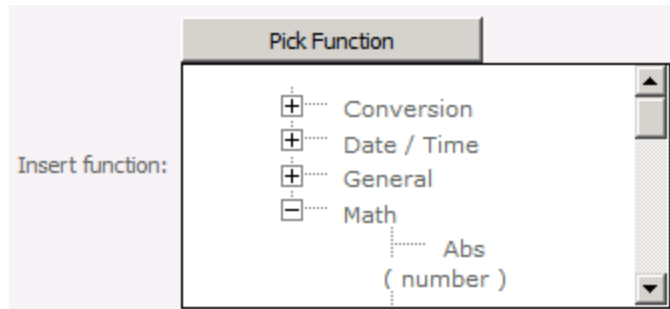 Pick Function
Conversion
Date / Time
Insert function:
General
Math
Abs
( number )